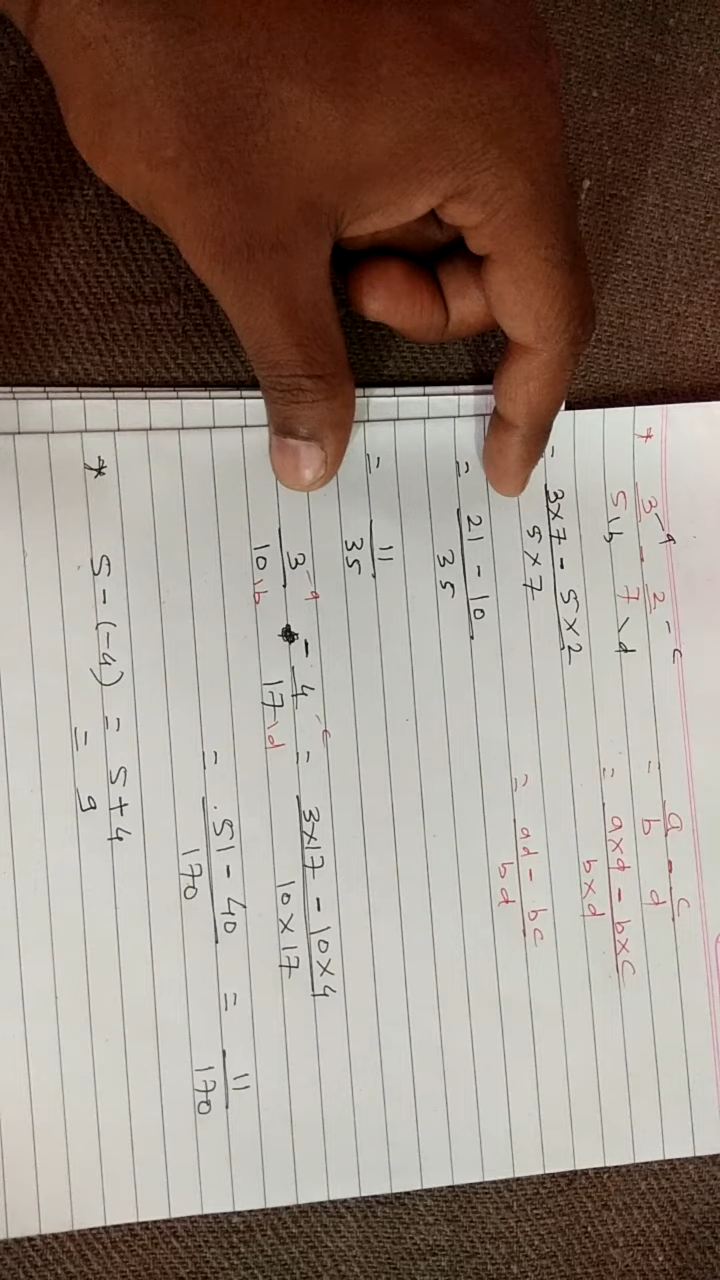 * 3/5 - 2/7 = a/b - c/d
= (3×7 - 5×2)/(5×7) = (a×d - b×c)/(b×d)
= (21 - 10)/35 = (ad - bc)/bd
= 11/35
3/10 - 4/17 = (3×17 - 10×4)/(10×17)
= (51 - 40)/170 = 11/170
* 5-(-4) = 5+4
= 9